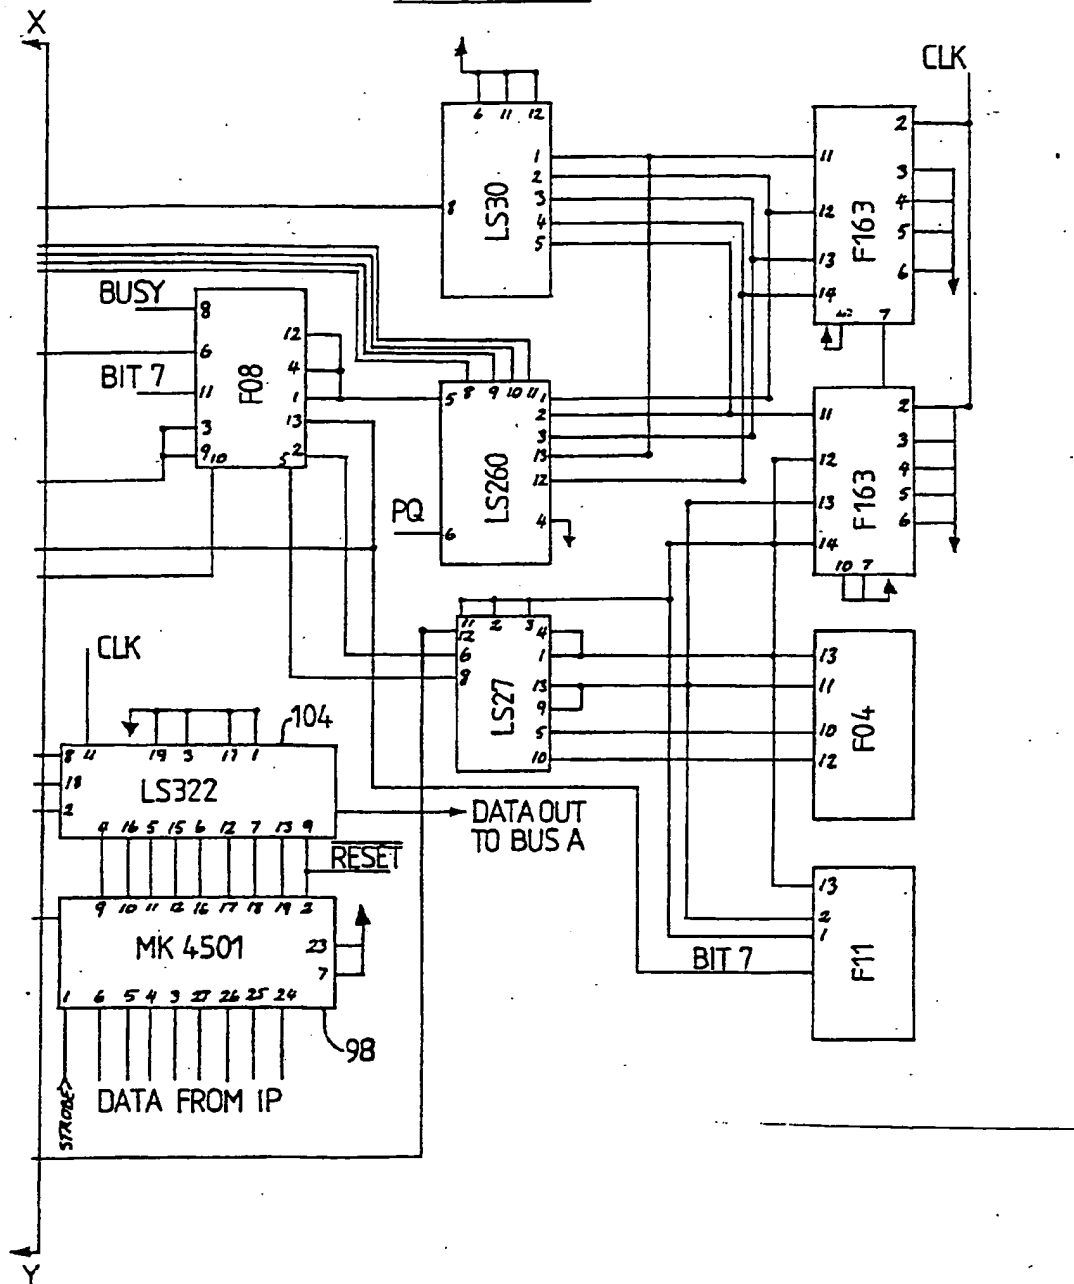 X
CLK
6 11 12
LS30
8
1
2
3
4
5
F163
2
11
3
4
12
5
13
6
14
7
BUSY
8
6
BIT 7
11
3
9
10
5
F08
12
4
1
13
2
8 9 10 11
5
LS260
PQ
6
1
2
3
13
12
4
F163
2
11
3
12
4
13
5
6
14
10 7
11 2 3
12
6
8
LS27
4
1
13
9
5
10
F04
13
11
10
12
CLK
104
8 4 19 3 17 1
18
2
LS322
4 16 5 15 6 12 7 13 9
DATA OUT
TO BUS A
RESET
9 10 11 12 16 17 18 19 2
MK 4501
23
7
1 6 5 4 3 27 26 25 24
98
STROBE
DATA FROM IP
F11
13
2
1
BIT 7
Y